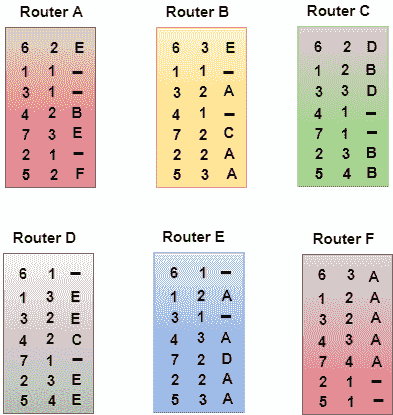 Router A
6 2 E
1 1 –
3 1 –
4 2 B
7 3 E
2 1 –
5 2 F
Router B
6 3 E
1 1 –
3 2 A
4 1 –
7 2 C
2 2 A
5 3 A
Router C
6 2 D
1 2 B
3 3 D
4 1 –
7 1 –
2 3 B
5 4 B
Router D
6 1 –
1 3 E
3 2 E
4 2 C
7 1 –
2 3 E
5 4 E
Router E
6 1 –
1 2 A
3 1 –
4 3 A
7 2 D
2 2 A
5 3 A
Router F
6 3 A
1 2 A
3 2 A
4 3 A
7 4 A
2 1 –
5 1 –